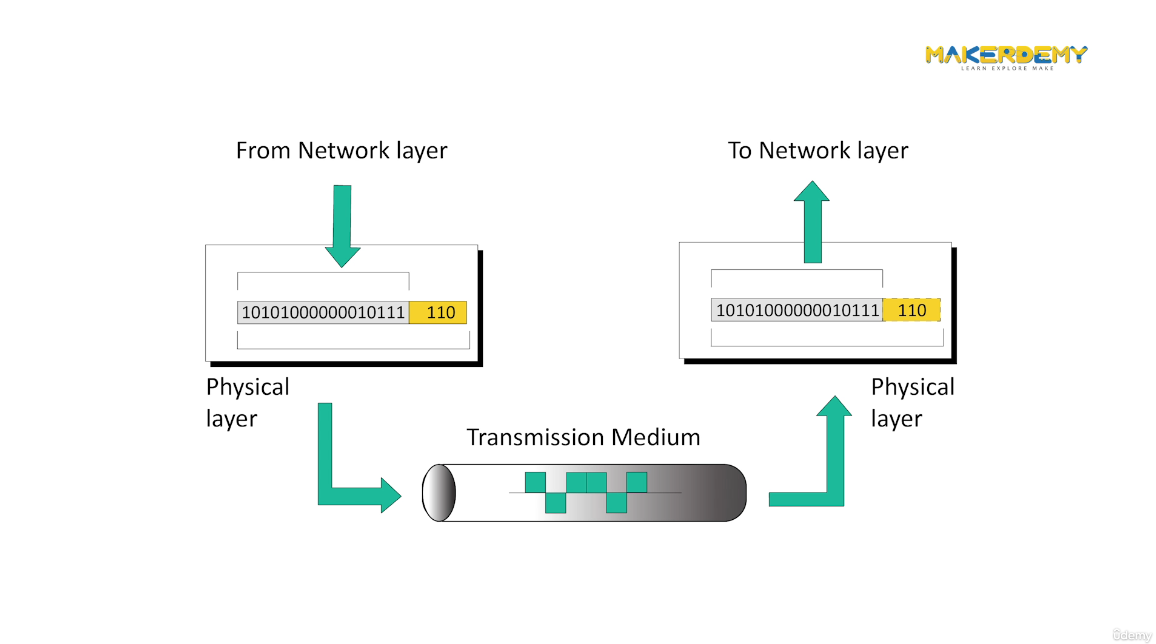 MAKERDEMY
LEARN EXPLORE MAKE
From Network layer
To Network layer
10101000000010111 110
10101000000010111 110
Physical
layer
Physical
layer
Transmission Medium
ûdemy